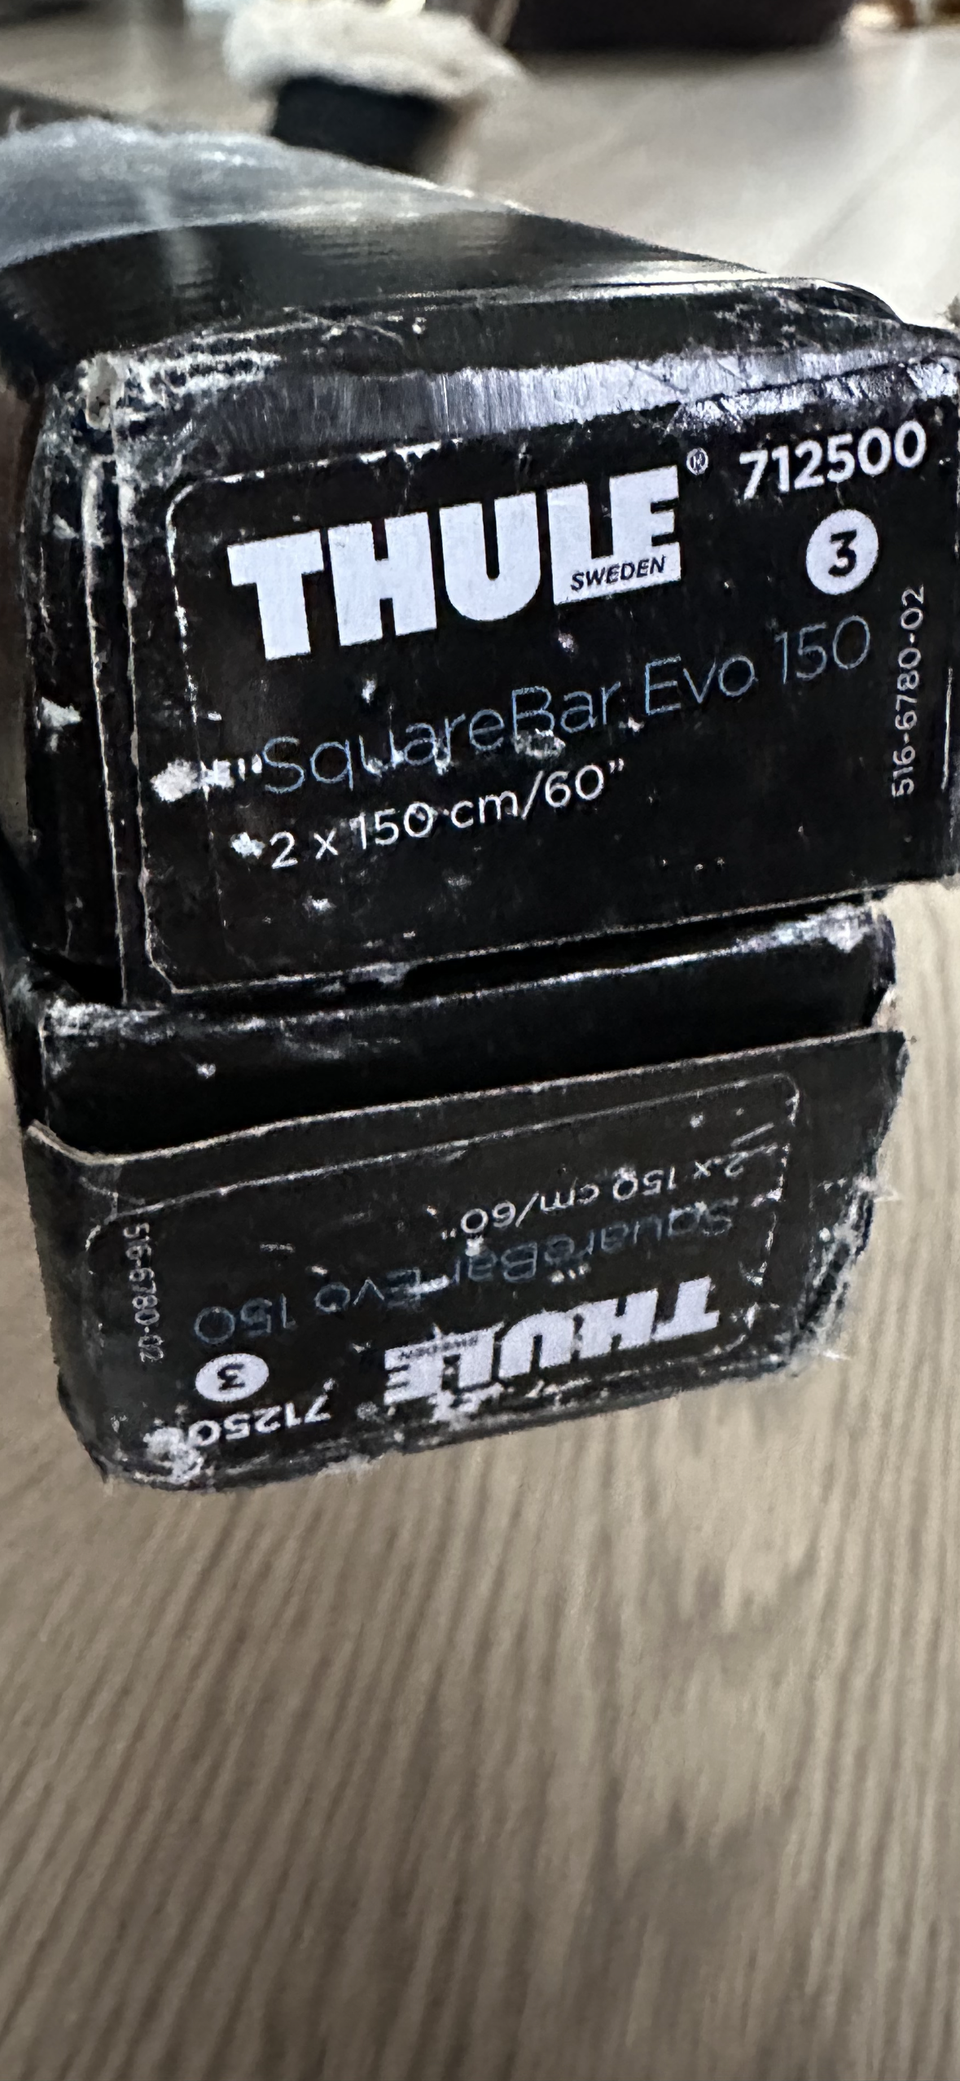 THULE® 712500
SWEDEN
3
SquareBar Evo 150
2 x 150 cm/60"
516-6780-02
2 x 150 cm/60"
SquareBar Evo 150
THULE
SWEDEN
3
516-6780-02